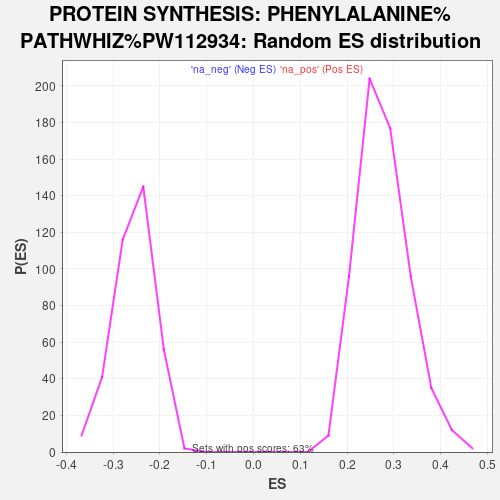 PROTEIN SYNTHESIS: PHENYLALANINE%
PATHWHIZ%PW112934: Random ES distribution
'na_neg' (Neg ES) 'na_pos' (Pos ES)
P(ES)
200
180
160
140
120
100
80
60
40
20
0
Sets with pos scores: 63%
-0.4 -0.3 -0.2 -0.1 0.0 0.1 0.2 0.3 0.4 0.5
ES